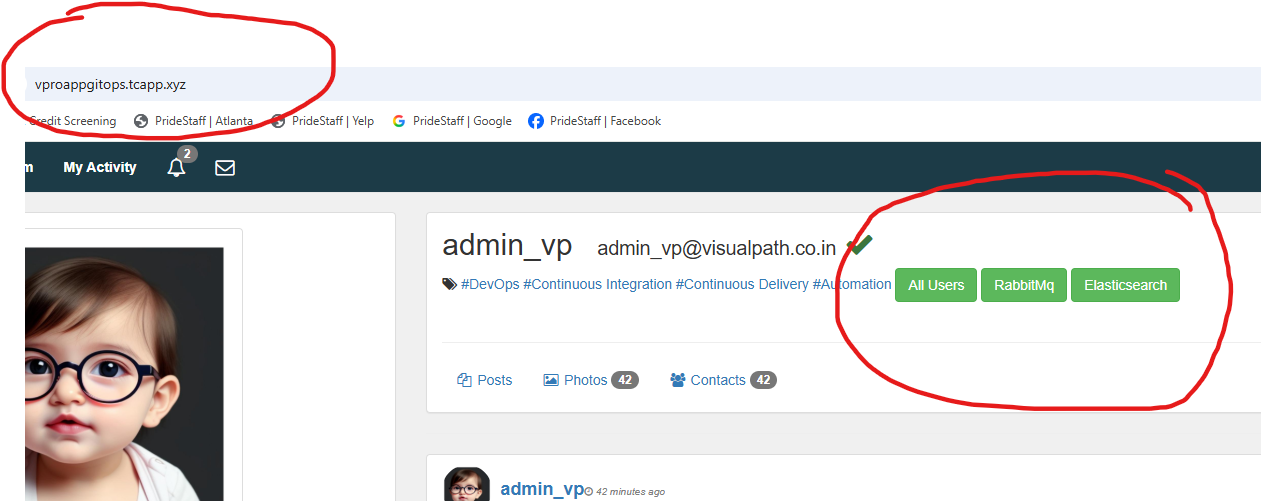 vproappgitops.tcapp.xyz
Credit Screening PrideStaff | Atlanta PrideStaff | Yelp PrideStaff | Google PrideStaff | Facebook
m My Activity 2
admin_vp admin_vp@visualpath.co.in
#DevOps #Continuous Integration #Continuous Delivery #Automation All Users RabbitMq Elasticsearch
Posts Photos 42 Contacts 42
admin_vp 42 minutes ago